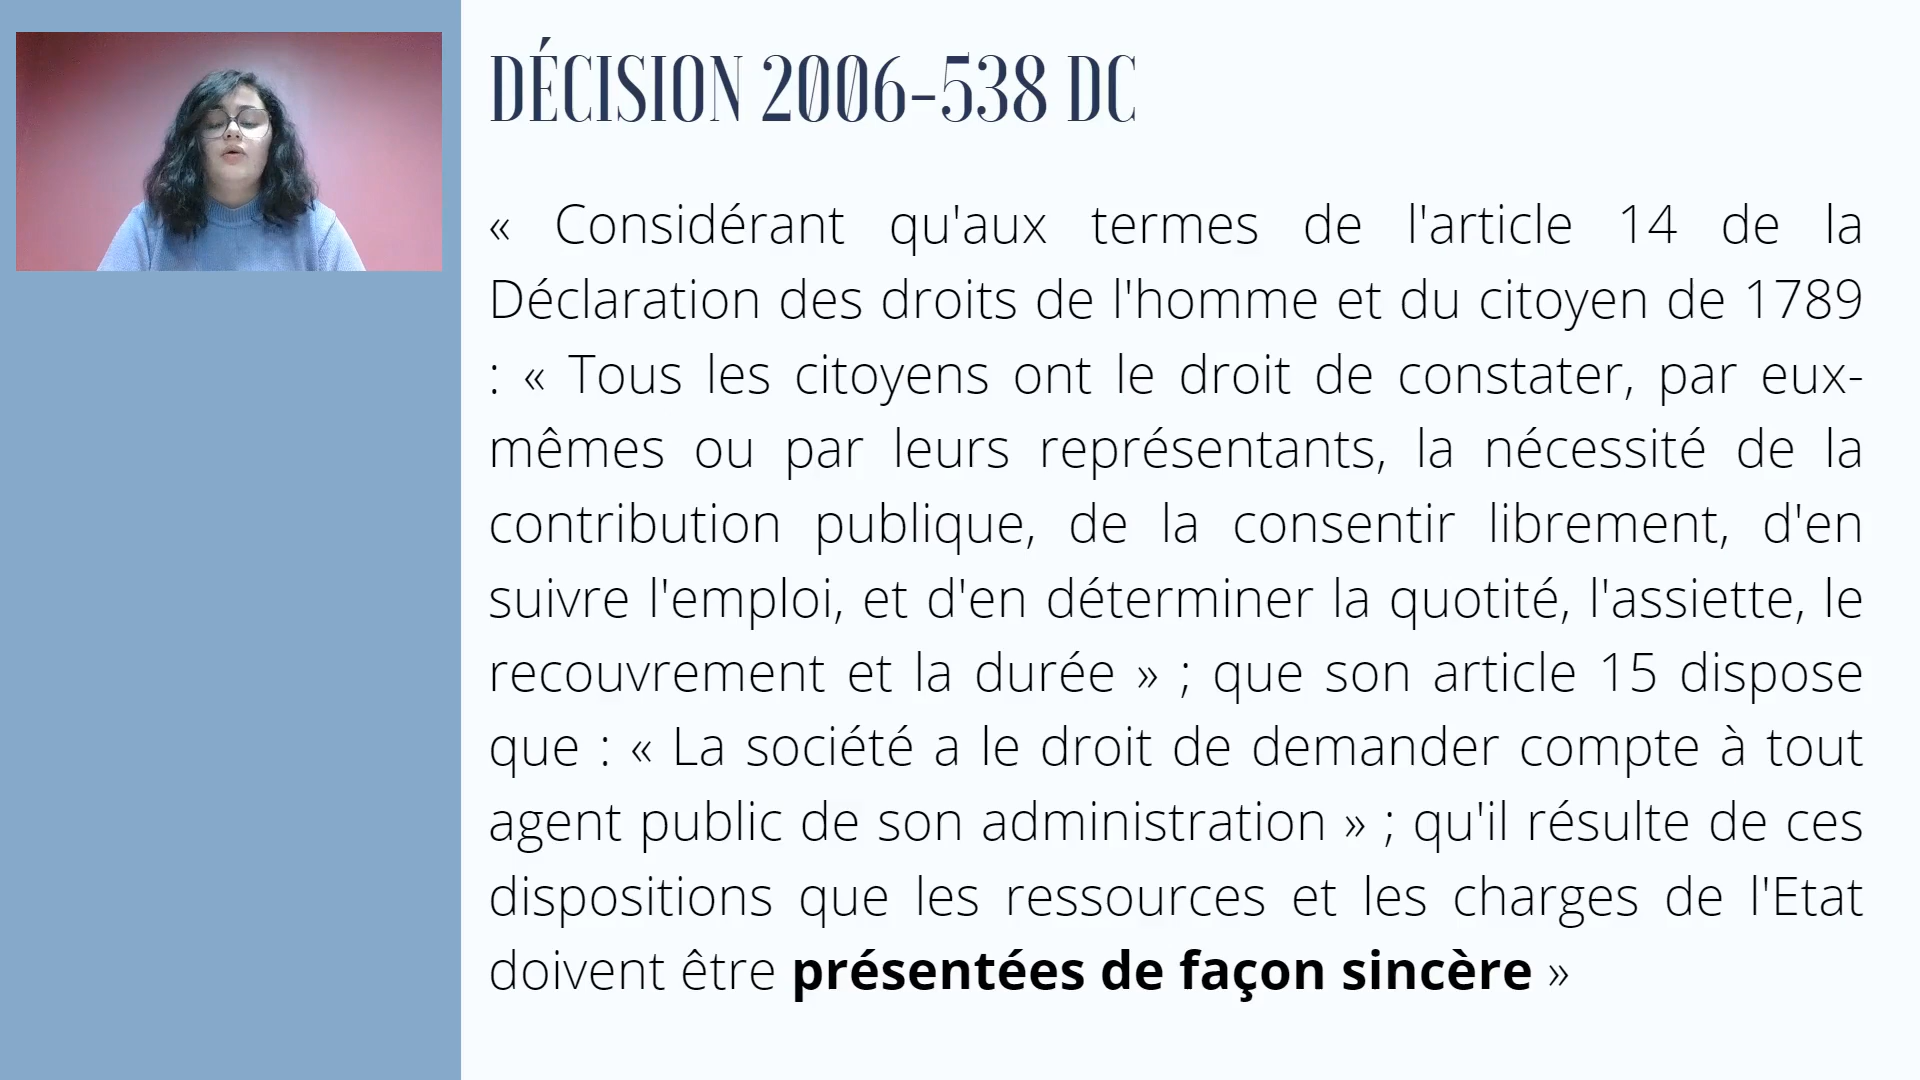 DÉCISION 2006-538 DC
« Considérant qu'aux termes de l'article 14 de la
Déclaration des droits de l'homme et du citoyen de 1789
: « Tous les citoyens ont le droit de constater, par eux-
mêmes ou par leurs représentants, la nécessité de la
contribution publique, de la consentir librement, d'en
suivre l'emploi, et d'en déterminer la quotité, l'assiette, le
recouvrement et la durée » ; que son article 15 dispose
que : « La société a le droit de demander compte à tout
agent public de son administration » ; qu'il résulte de ces
dispositions que les ressources et les charges de l'Etat
doivent être présentées de façon sincère »